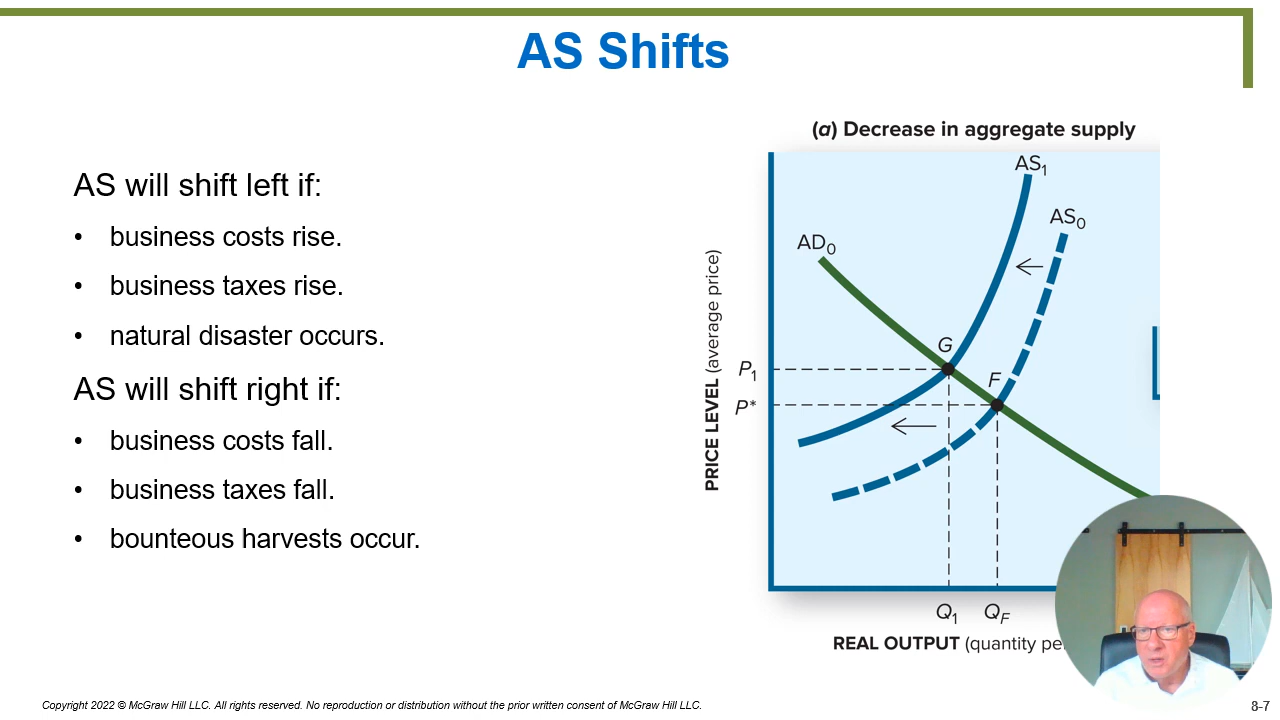 AS Shifts
AS will shift left if:
• business costs rise.
• business taxes rise.
• natural disaster occurs.
AS will shift right if:
• business costs fall.
• business taxes fall.
• bounteous harvests occur.
(a) Decrease in aggregate supply
AS1
AS0
AD0
G
F
P1
P*
PRICE LEVEL (average price)
Q1 QF
REAL OUTPUT (quantity pe
Copyright 2022 © McGraw Hill LLC. All rights reserved. No reproduction or distribution without the prior written consent of McGraw Hill LLC.
8-7